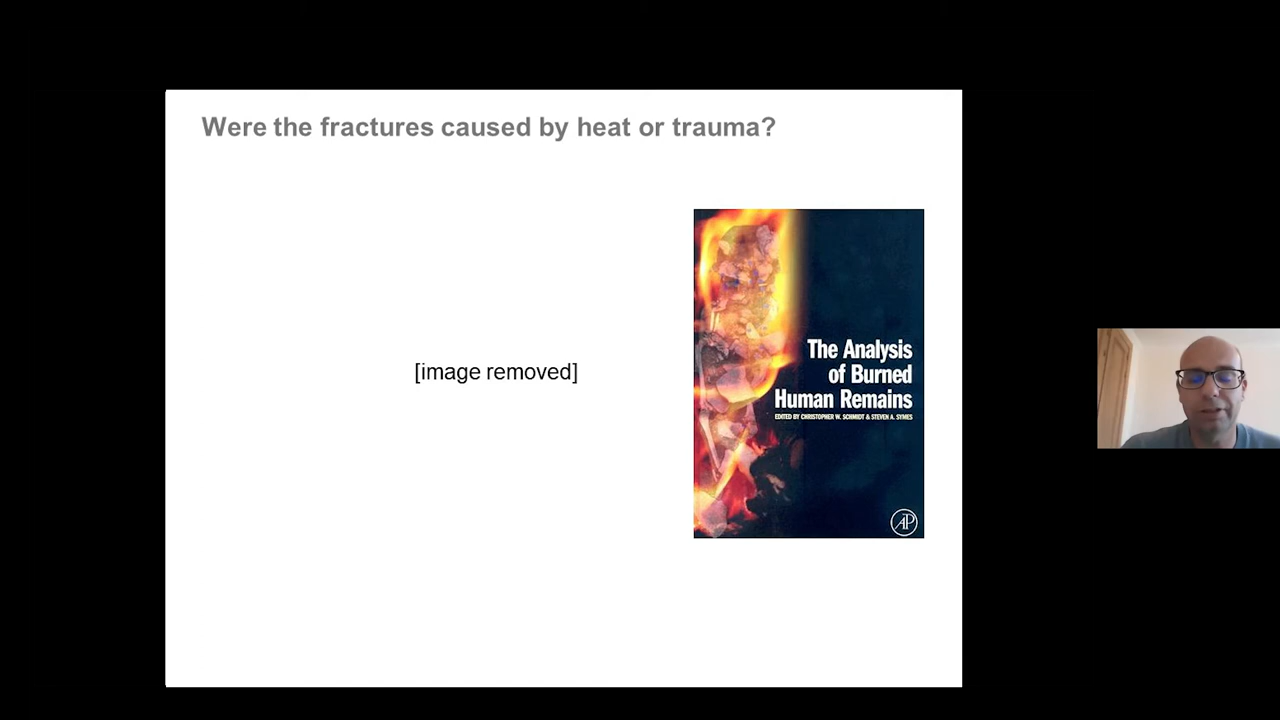 Were the fractures caused by heat or trauma?
[image removed]
The Analysis
of Burned
Human Remains
EDITED BY CHRISTOPHER W. SCHMIDT & STEVEN A. SYMES
AP